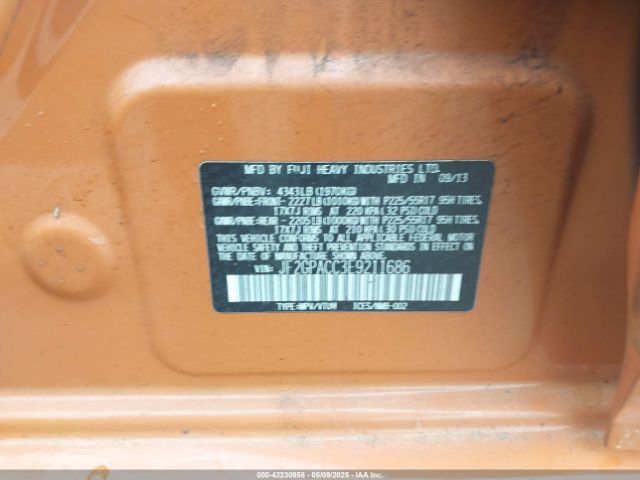 MFD BY FUJI HEAVY INDUSTRIES LTD.
MFD IN 09/13
GVWR/PNBV: 4343LB (1970KG)
GAWR/PNBE-FRONT-2227LB(1010KG)WITH P225/55R17 95H TIRES,
17X7J RIMS AT 220 KPA(32 PSI)COLD
GAWR/PNBE-REAR -2205LB(1000KG)WITH P225/55R17 95H TIRES,
17X7J RIMS AT 210 KPA(30 PSI)COLD
THIS VEHICLE CONFORMS TO ALL APPLICABLE FEDERAL MOTOR VEHICLE
SAFETY, BUMPER, AND THEFT PREVENTION STANDARDS IN EFFECT ON
THE DATE OF MANUFACTURE SHOWN ABOVE.
VIN: JF2GPACC3E9211686
TYPE:MPV/VTUM ICES/NMB-002
000-42230958 - 05/09/2025 - IAAI Holdings, LLC.